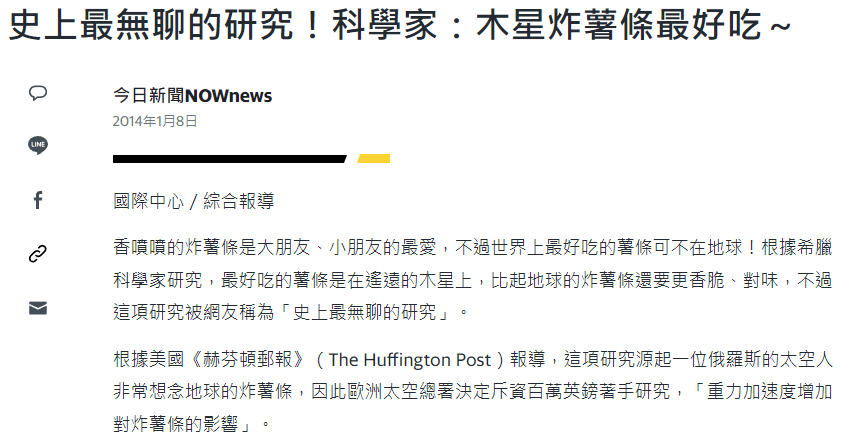 史上最無聊的研究！科學家：木星炸薯條最好吃～
今日新聞NOWnews
2014年1月8日
LINE
國際中心／綜合報導
香噴噴的炸薯條是大朋友、小朋友的最愛，不過世界上最好吃的薯條可不在地球！根據希臘
科學家研究，最好吃的薯條是在遙遠的木星上，比起地球的炸薯條還要更香脆、對味，不過
這項研究被網友稱為「史上最無聊的研究」。
根據美國《赫芬頓郵報》（The Huffington Post）報導，這項研究源起一位俄羅斯的太空人
非常想念地球的炸薯條，因此歐洲太空總署決定斥資百萬英鎊著手研究，「重力加速度增加
對炸薯條的影響」。